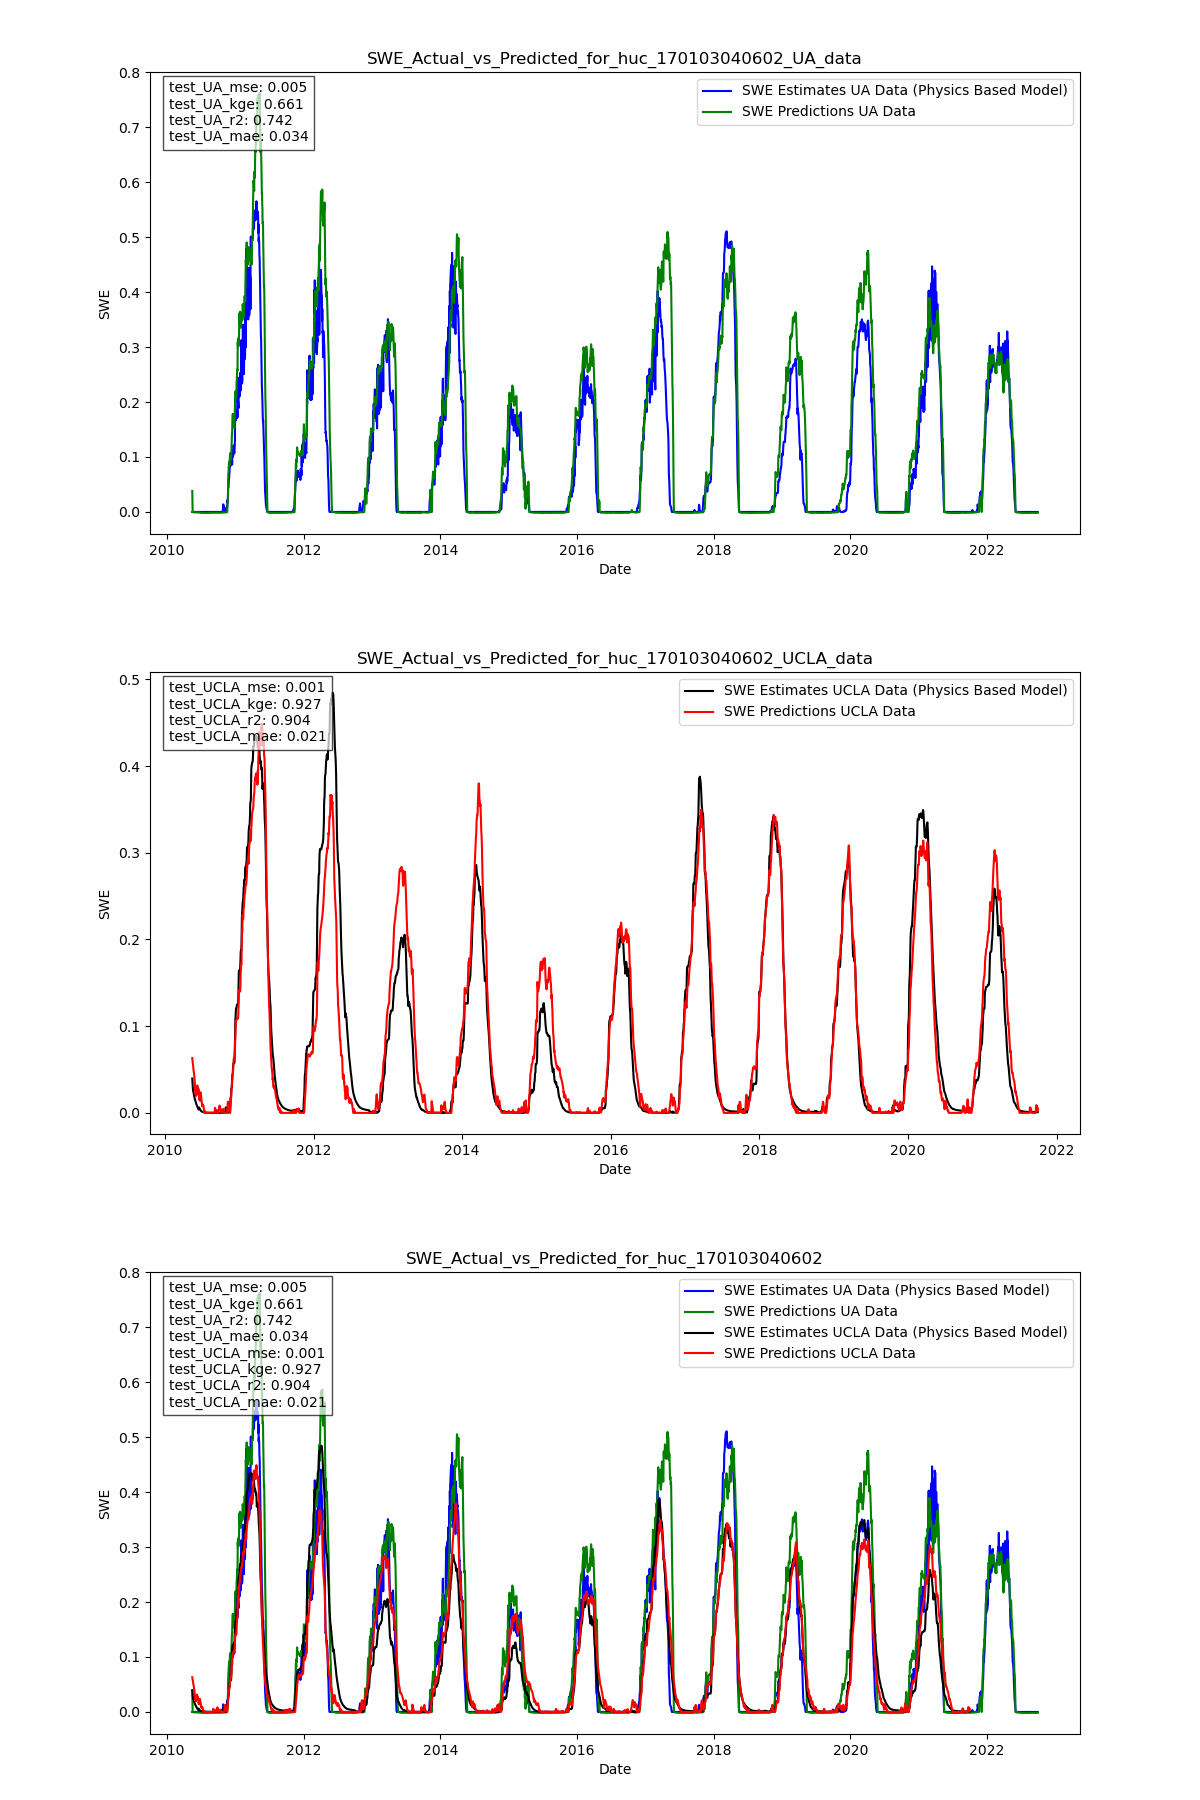 SWE_Actual_vs_Predicted_for_huc_170103040602_UA_data
test_UA_mse: 0.005
test_UA_kge: 0.661
test_UA_r2: 0.742
test_UA_mae: 0.034
SWE Estimates UA Data (Physics Based Model)
SWE Predictions UA Data
0.8
0.7
0.6
0.5
0.4
0.3
0.2
0.1
0.0
SWE
2010 2012 2014 2016 2018 2020 2022
Date
SWE_Actual_vs_Predicted_for_huc_170103040602_UCLA_data
test_UCLA_mse: 0.001
test_UCLA_kge: 0.927
test_UCLA_r2: 0.904
test_UCLA_mae: 0.021
SWE Estimates UCLA Data (Physics Based Model)
SWE Predictions UCLA Data
0.5
0.4
0.3
0.2
0.1
0.0
SWE
2010 2012 2014 2016 2018 2020 2022
Date
SWE_Actual_vs_Predicted_for_huc_170103040602
test_UA_mse: 0.005
test_UA_kge: 0.661
test_UA_r2: 0.742
test_UA_mae: 0.034
test_UCLA_mse: 0.001
test_UCLA_kge: 0.927
test_UCLA_r2: 0.904
test_UCLA_mae: 0.021
SWE Estimates UA Data (Physics Based Model)
SWE Predictions UA Data
SWE Estimates UCLA Data (Physics Based Model)
SWE Predictions UCLA Data
0.8
0.7
0.6
0.5
0.4
0.3
0.2
0.1
0.0
SWE
2010 2012 2014 2016 2018 2020 2022
Date